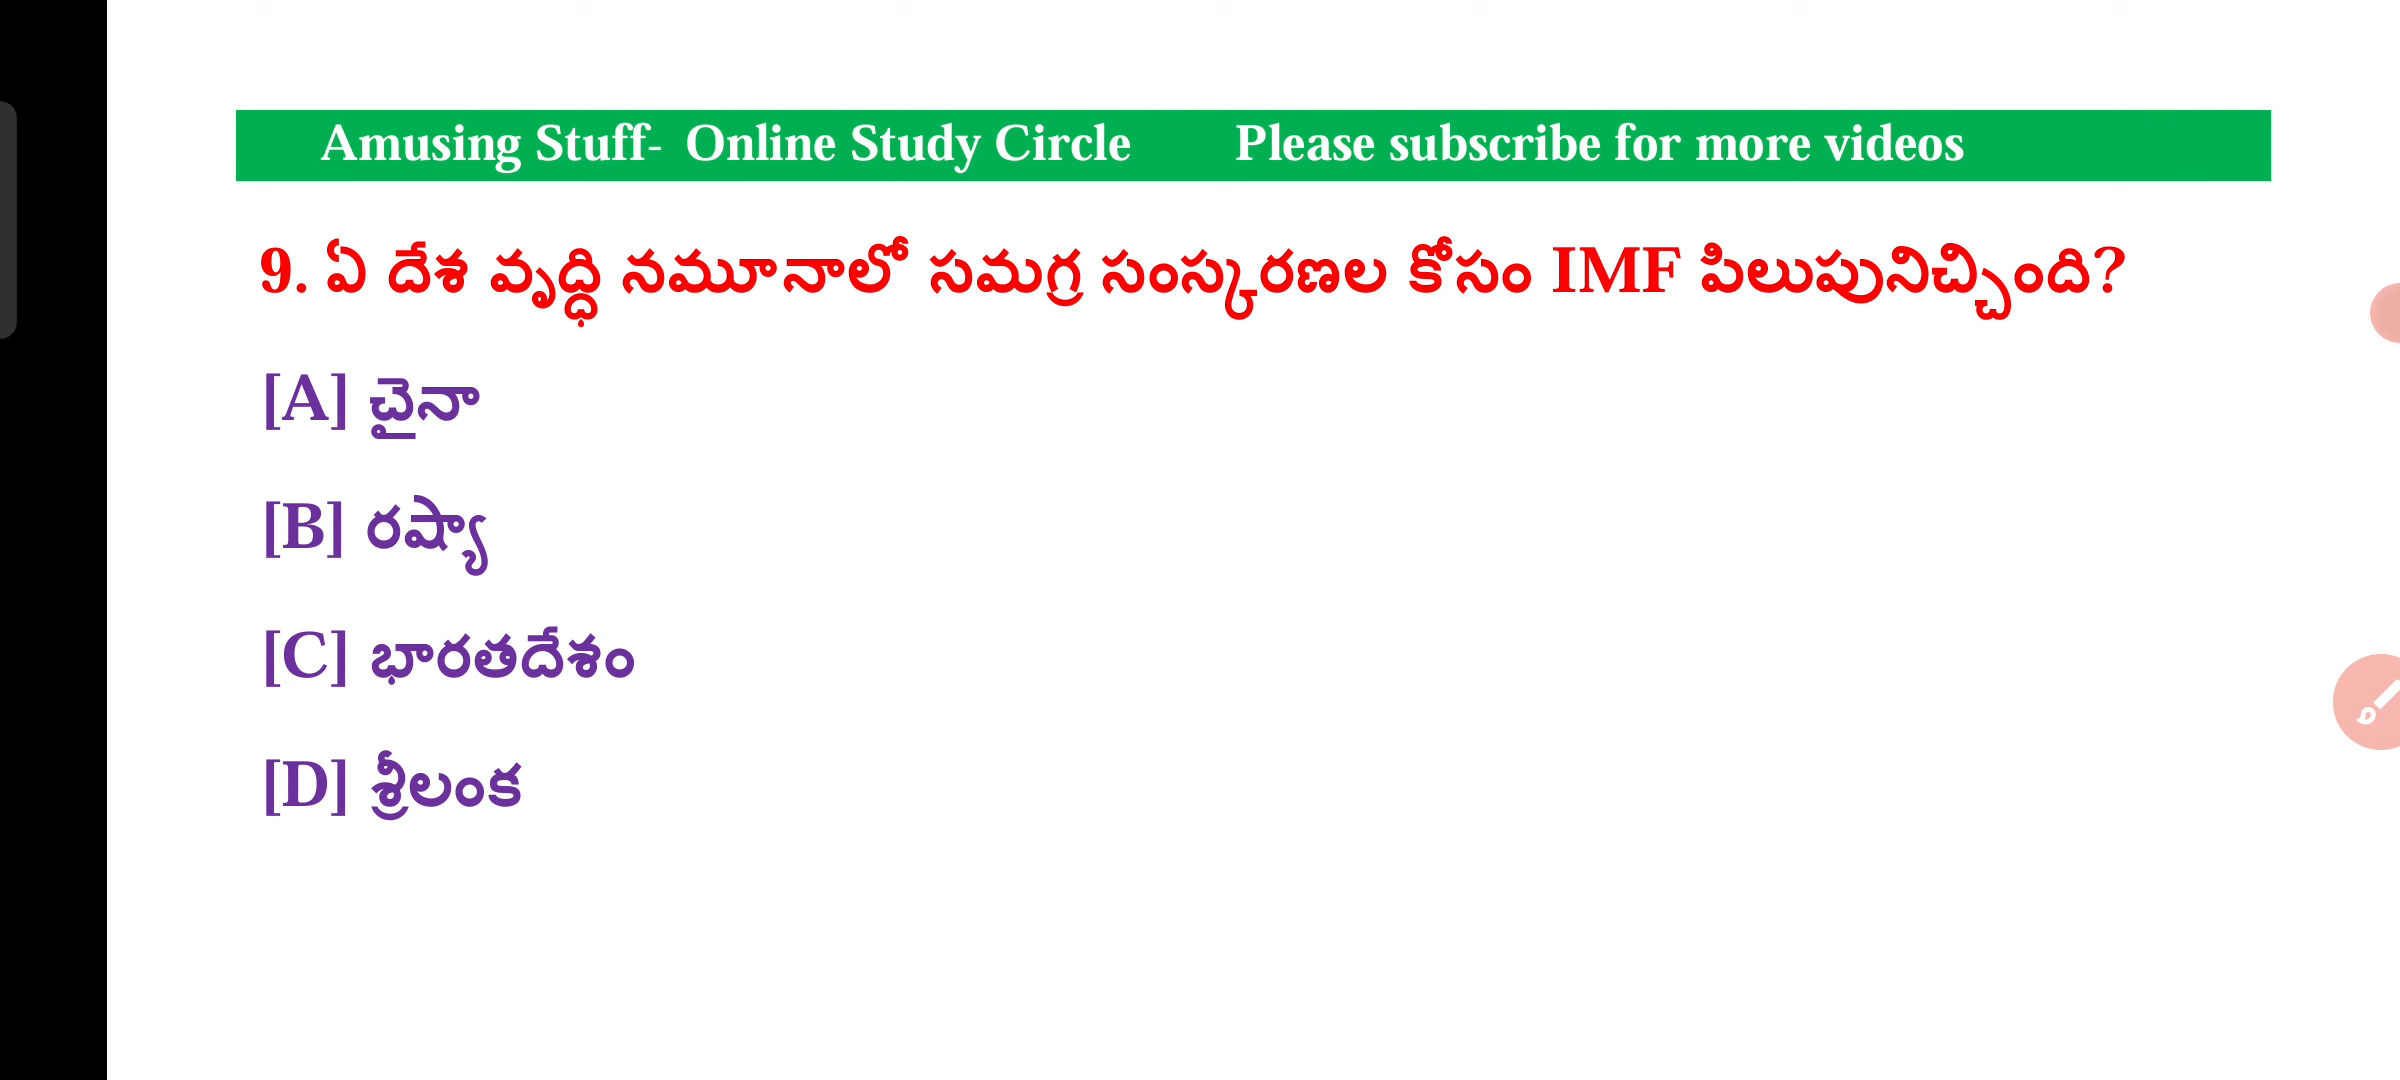 Amusing Stuff- Online Study Circle Please subscribe for more videos
9. ఏ దేశ వృద్ధి నమూనాలో సమగ్ర సంస్కరణల కోసం IMF పిలుపునిచ్చింది?
[A] చైనా
[B] రష్యా
[C] భారతదేశం
[D] శ్రీలంక